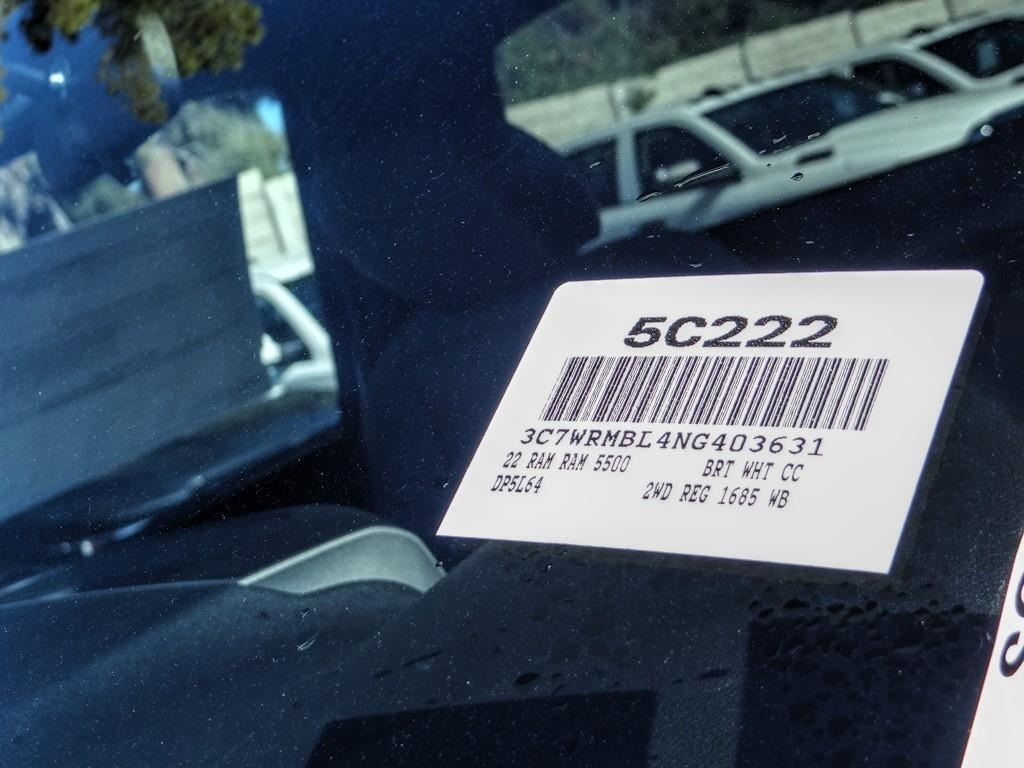 5C222
3C7WRMBL4NG403631
22 RAM RAM 5500 BRT WHT CC
DP5L64 2WD REG 1685 WB